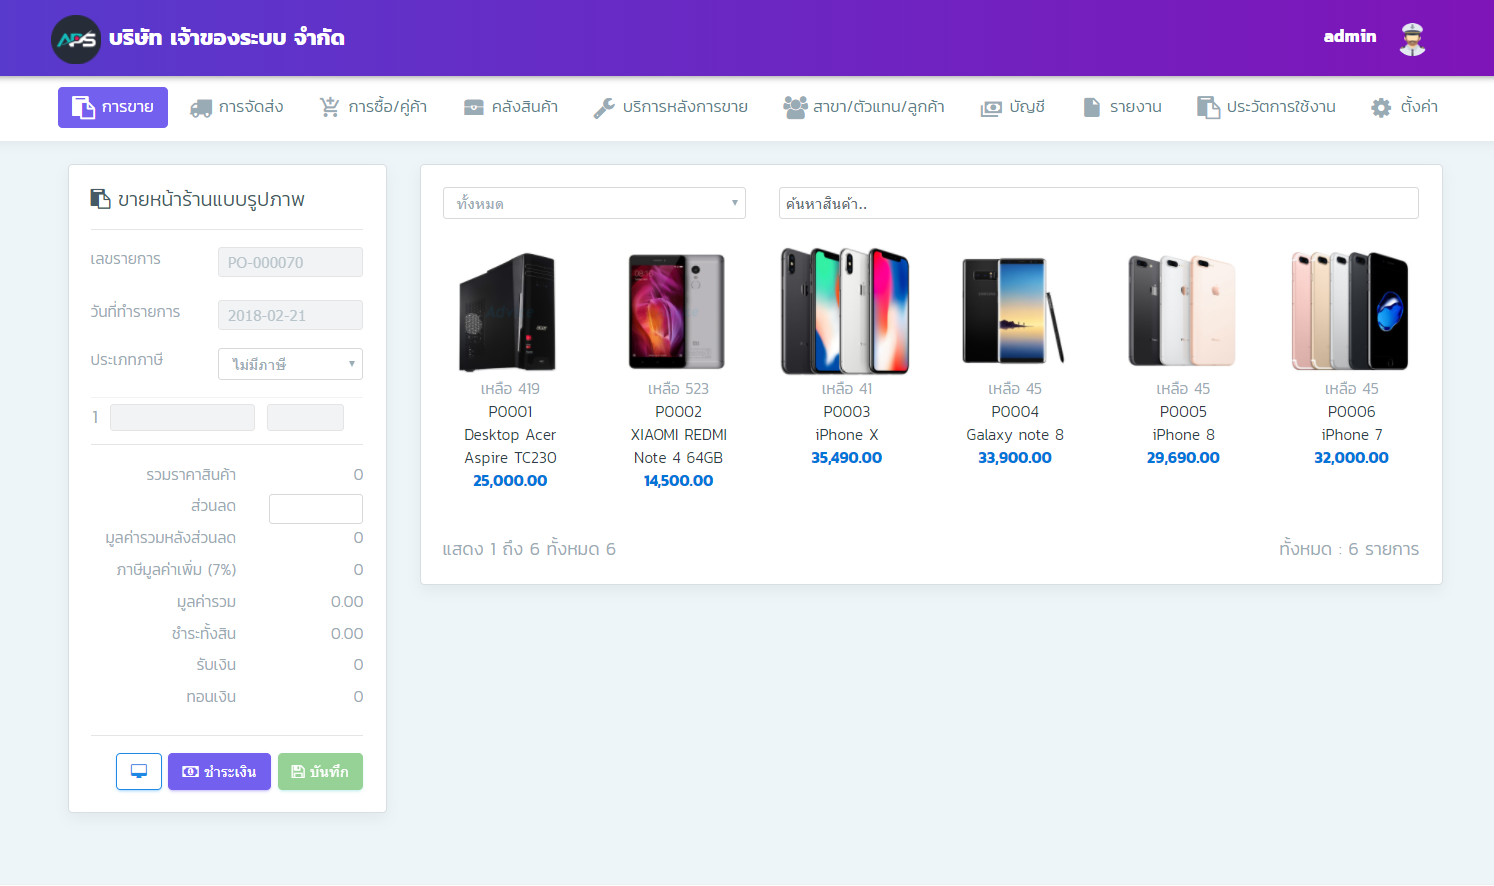 APS บริษัท เจ้าของระบบ จำกัด admin
การขาย การจัดส่ง การซื้อ/คู่ค้า คลังสินค้า บริการหลังการขาย สาขา/ตัวแทน/ลูกค้า บัญชี รายงาน ประวัตการใช้งาน ตั้งค่า
ขายหน้าร้านแบบรูปภาพ
เลขรายการ PO-000070
วันที่ทำรายการ 2018-02-21
ประเภทภาษี ไม่มีภาษี
1
รวมราคาสินค้า 0
ส่วนลด
มูลค่ารวมหลังส่วนลด 0
ภาษีมูลค่าเพิ่ม (7%) 0
มูลค่ารวม 0.00
ชำระทั้งสิน 0.00
รับเงิน 0
ทอนเงิน 0
ชำระเงิน บันทึก
ทั้งหมด ค้นหาสินค้า..
เหลือ 419
P0001
Desktop Acer
Aspire TC230
25,000.00
เหลือ 523
P0002
XIAOMI REDMI
Note 4 64GB
14,500.00
เหลือ 41
P0003
iPhone X
35,490.00
เหลือ 45
P0004
Galaxy note 8
33,900.00
เหลือ 45
P0005
iPhone 8
29,690.00
เหลือ 45
P0006
iPhone 7
32,000.00
แสดง 1 ถึง 6 ทั้งหมด 6 ทั้งหมด : 6 รายการ